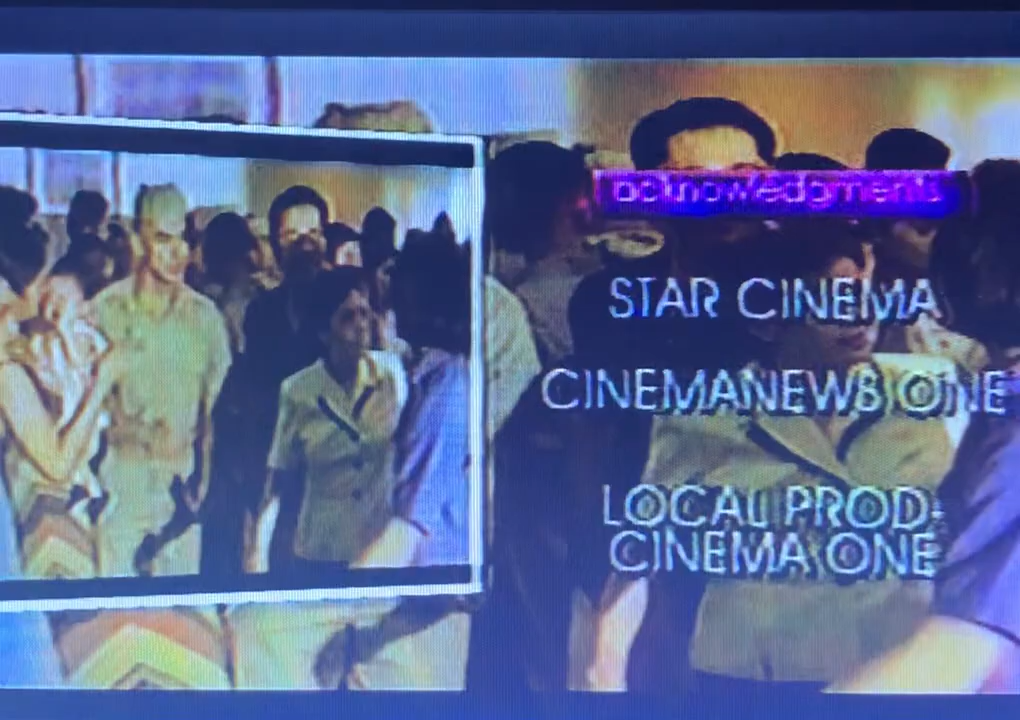 acknowledgments
STAR CINEMA
CINEMANEWS ONE
LOCAL PROD.
CINEMA ONE